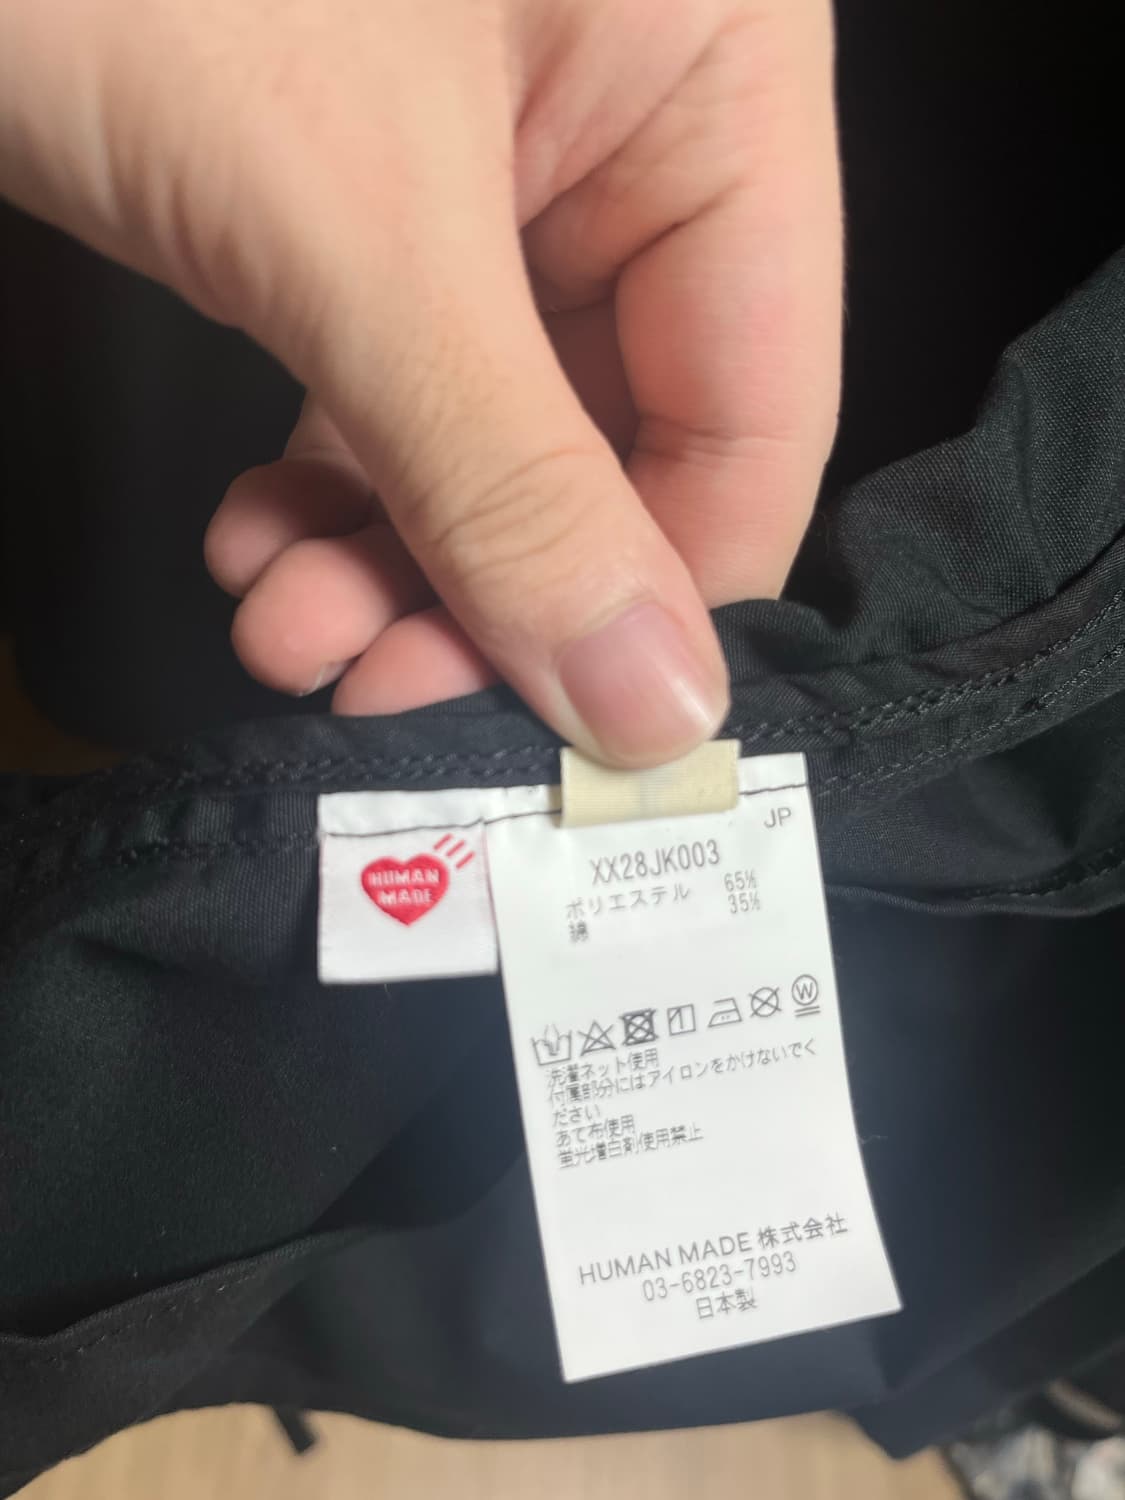 HUMAN
MADE
JP
XX28JK003
ポリエステル 65%
綿 35%
W
洗濯ネット使用
付属部分にはアイロンをかけないでく
ださい
あて布使用
蛍光増白剤使用禁止
HUMAN MADE 株式会社
03-6823-7993
日本製